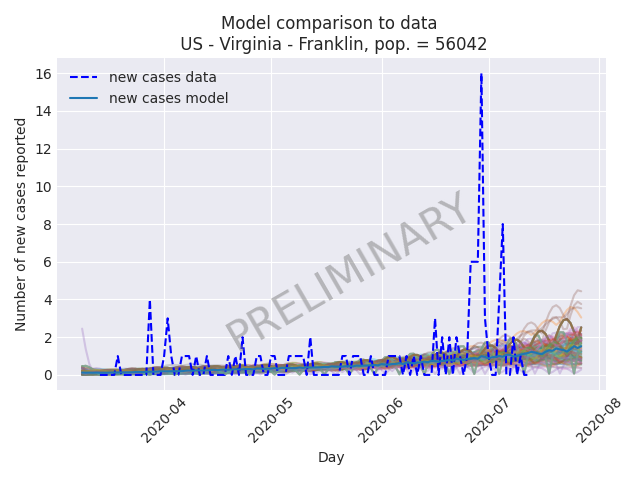 Model comparison to data
US - Virginia - Franklin, pop. = 56042
new cases data
new cases model
Number of new cases reported
16
14
12
10
8
6
4
2
0
PRELIMINARY
2020-04
2020-05
2020-06
2020-07
2020-08
Day